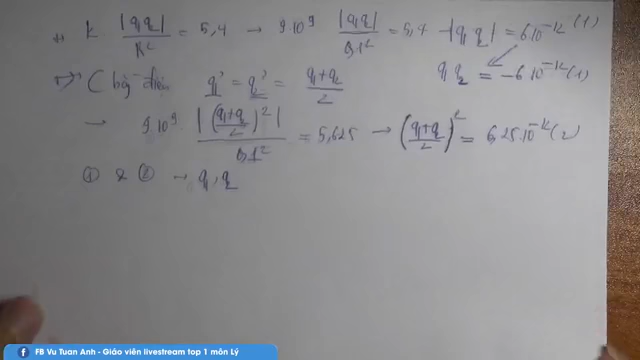 k |q₁q₂|/R² = 5,4 → 9.10⁹ |q₁q₂|/0,1² = 5,4 → |q₁q₂| = 6.10⁻¹² (1)
q₁q₂ = -6.10⁻¹² (1)
q₁' = q₂' = (q₁+q₂)/2
→ 9.10⁹ . |((q₁+q₂)/2)²|/0,1² = 5,625 → ((q₁+q₂)/2)² = 6,25.10⁻¹² (2)
① & ② → q₁, q₂
FB Vu Tuan Anh - Giáo viên livestream top 1 môn Lý